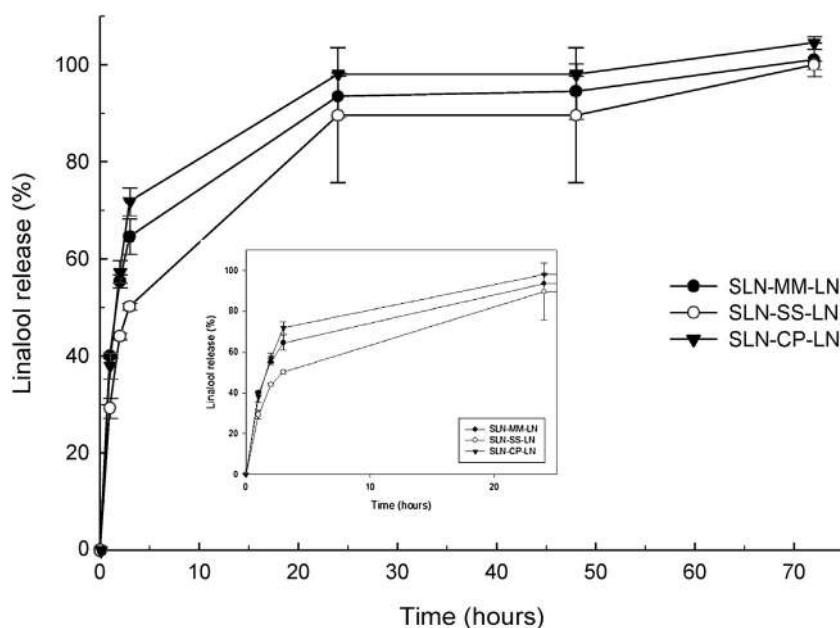 Linalool release (%)
100
80
60
40
20
0
0 10 20 30 40 50 60 70
Time (hours)
SLN-MM-LN
SLN-SS-LN
SLN-CP-LN
Linalool release (%)
100
80
60
40
20
0
0 10 20
Time (hours)
SLN-MM-LN
SLN-SS-LN
SLN-CP-LN